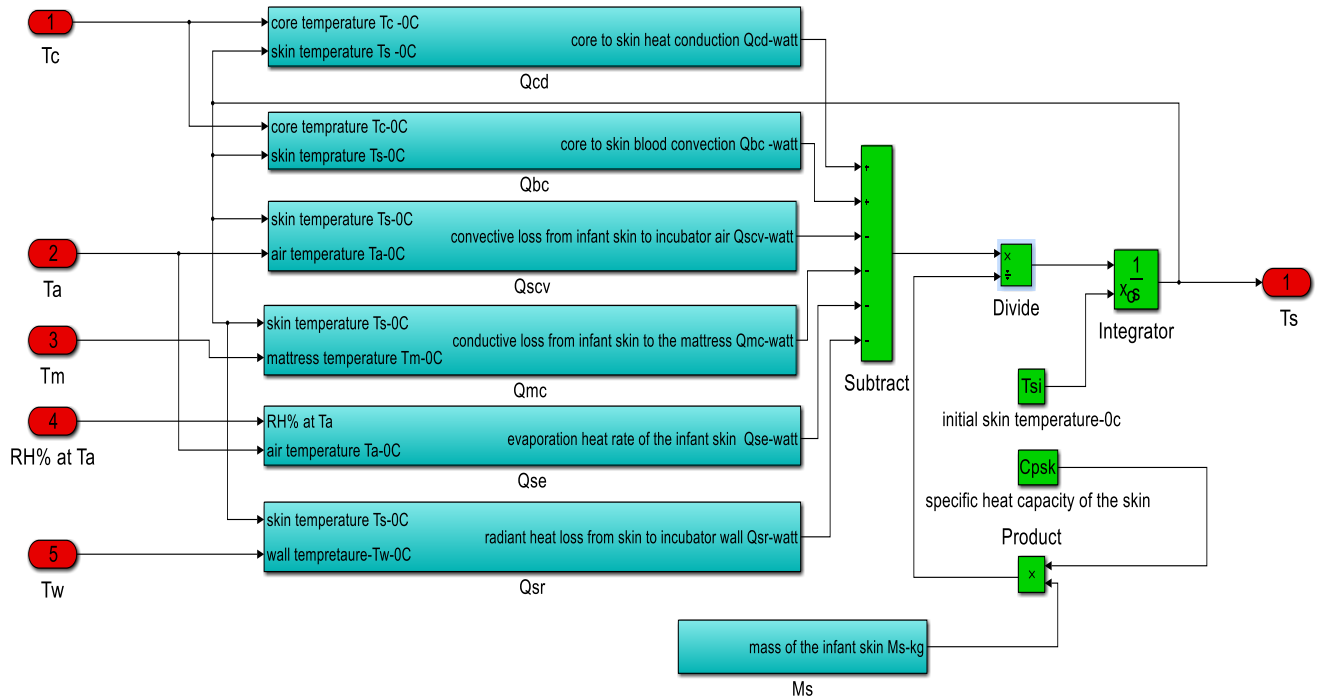 1
Tc
core temperature Tc -0C
skin temperature Ts -0C
core to skin heat conduction Qcd-watt
Qcd
core temprature Tc-0C
skin temprature Ts-0C
core to skin blood convection Qbc -watt
Qbc
2
Ta
skin temperature Ts-0C
air temperature Ta-0C
convective loss from infant skin to incubator air Qscv-watt
Qscv
3
Tm
skin temperature Ts-0C
mattress temperature Tm-0C
conductive loss from infant skin to the mattress Qmc-watt
Qmc
4
RH% at Ta
RH% at Ta
air temperature Ta-0C
evaporation heat rate of the infant skin Qse-watt
Qse
5
Tw
skin temperature Ts-0C
wall tempretaure-Tw-0C
radiant heat loss from skin to incubator wall Qsr-watt
Qsr
+
+
-
-
-
-
Subtract
×
÷
Divide
1
s
xo
Integrator
1
Ts
Tsi
initial skin temperature-0c
Cpsk
specific heat capacity of the skin
Product
×
mass of the infant skin Ms-kg
Ms